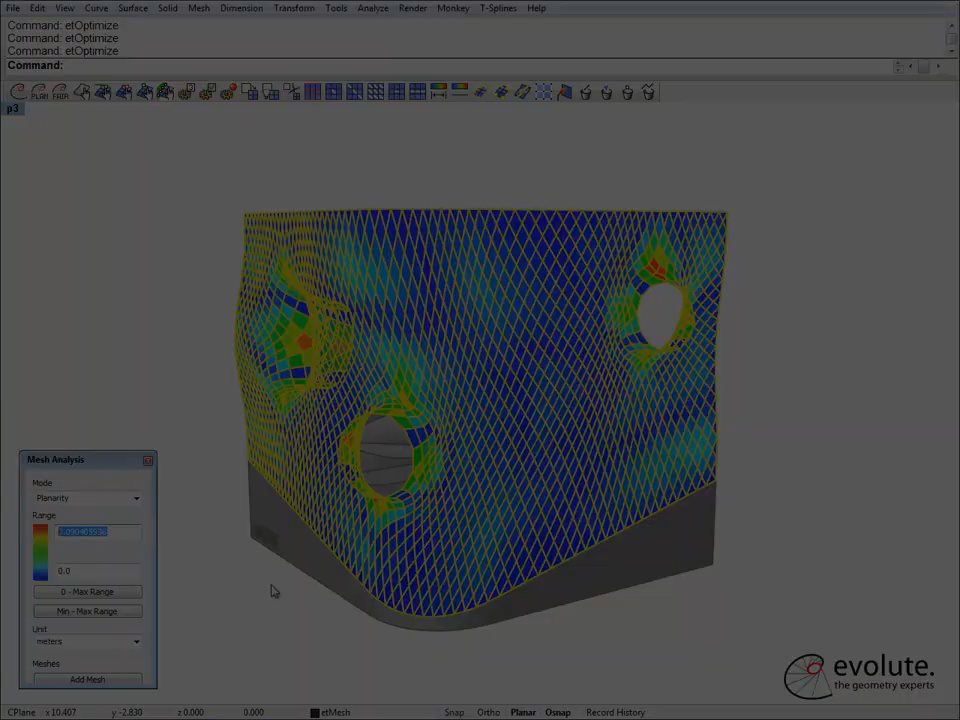 File Edit View Curve Surface Solid Mesh Dimension Transform Tools Analyze Render Monkey T-Splines Help
Command: etOptimize
Command: etOptimize
Command: etOptimize
Command:
PLAN FAIR
p3
Mesh Analysis
Mode
Planarity
Range
0.0
0 - Max Range
Min - Max Range
Unit
meters
Meshes
Add Mesh
evolute.
the geometry experts
CPlane x 10.407 y -2.830 z 0.000 0.000 etMesh Snap Ortho Planar Osnap Record History